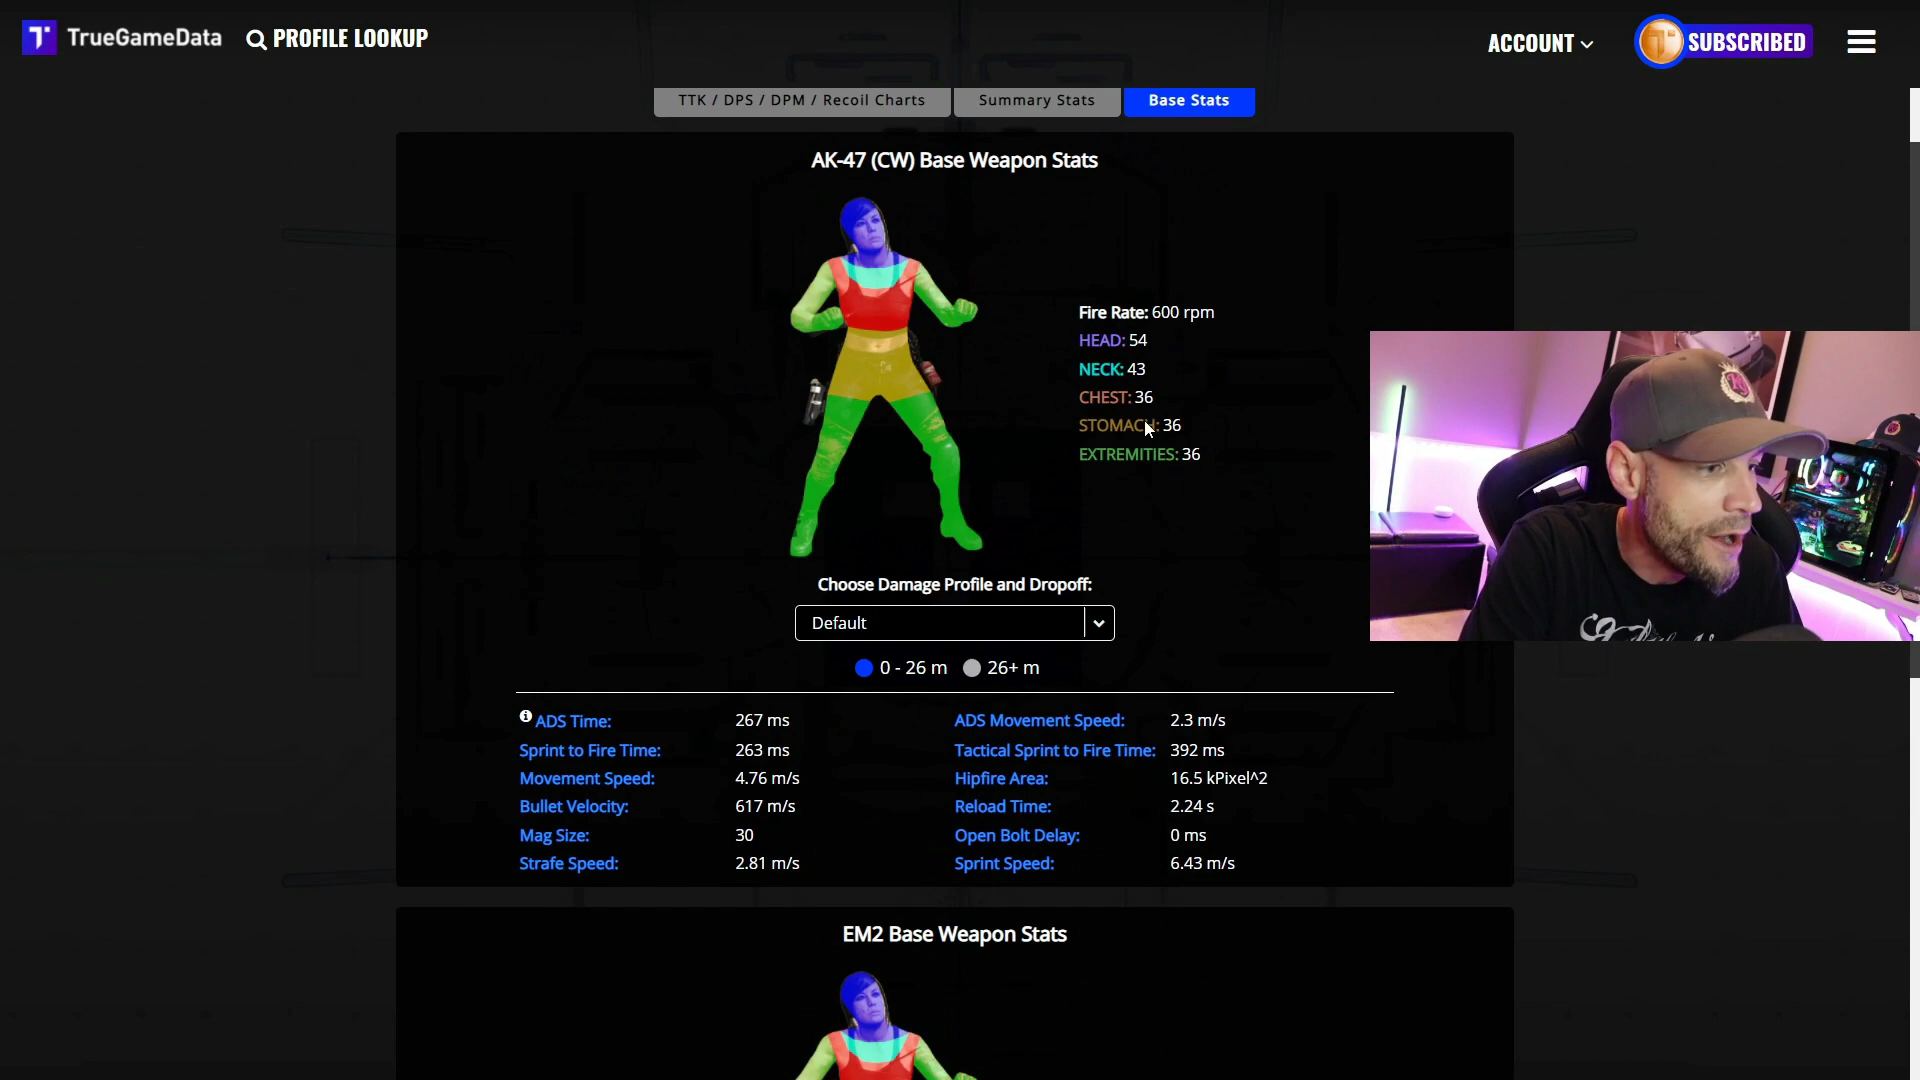 TrueGameData PROFILE LOOKUP
ACCOUNT
SUBSCRIBED
TTK / DPS / DPM / Recoil Charts
Summary Stats
Base Stats
AK-47 (CW) Base Weapon Stats
Fire Rate: 600 rpm
HEAD: 54
NECK: 43
CHEST: 36
STOMACH: 36
EXTREMITIES: 36
Choose Damage Profile and Dropoff:
Default
0 - 26 m 26+ m
ADS Time: 267 ms
ADS Movement Speed: 2.3 m/s
Sprint to Fire Time: 263 ms
Tactical Sprint to Fire Time: 392 ms
Movement Speed: 4.76 m/s
Hipfire Area: 16.5 kPixel^2
Bullet Velocity: 617 m/s
Reload Time: 2.24 s
Mag Size: 30
Open Bolt Delay: 0 ms
Strafe Speed: 2.81 m/s
Sprint Speed: 6.43 m/s
EM2 Base Weapon Stats